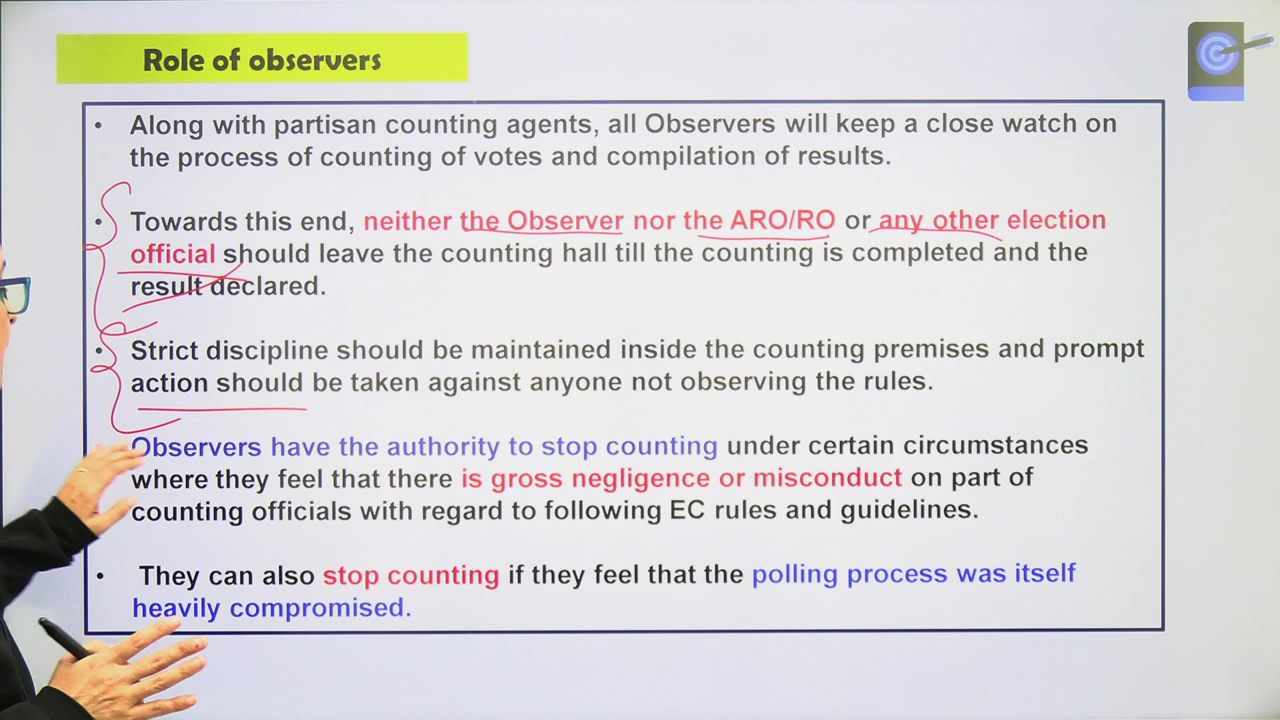 Role of observers
• Along with partisan counting agents, all Observers will keep a close watch on
the process of counting of votes and compilation of results.
• Towards this end, neither the Observer nor the ARO/RO or any other election
official should leave the counting hall till the counting is completed and the
result declared.
• Strict discipline should be maintained inside the counting premises and prompt
action should be taken against anyone not observing the rules.
Observers have the authority to stop counting under certain circumstances
where they feel that there is gross negligence or misconduct on part of
counting officials with regard to following EC rules and guidelines.
• They can also stop counting if they feel that the polling process was itself
heavily compromised.